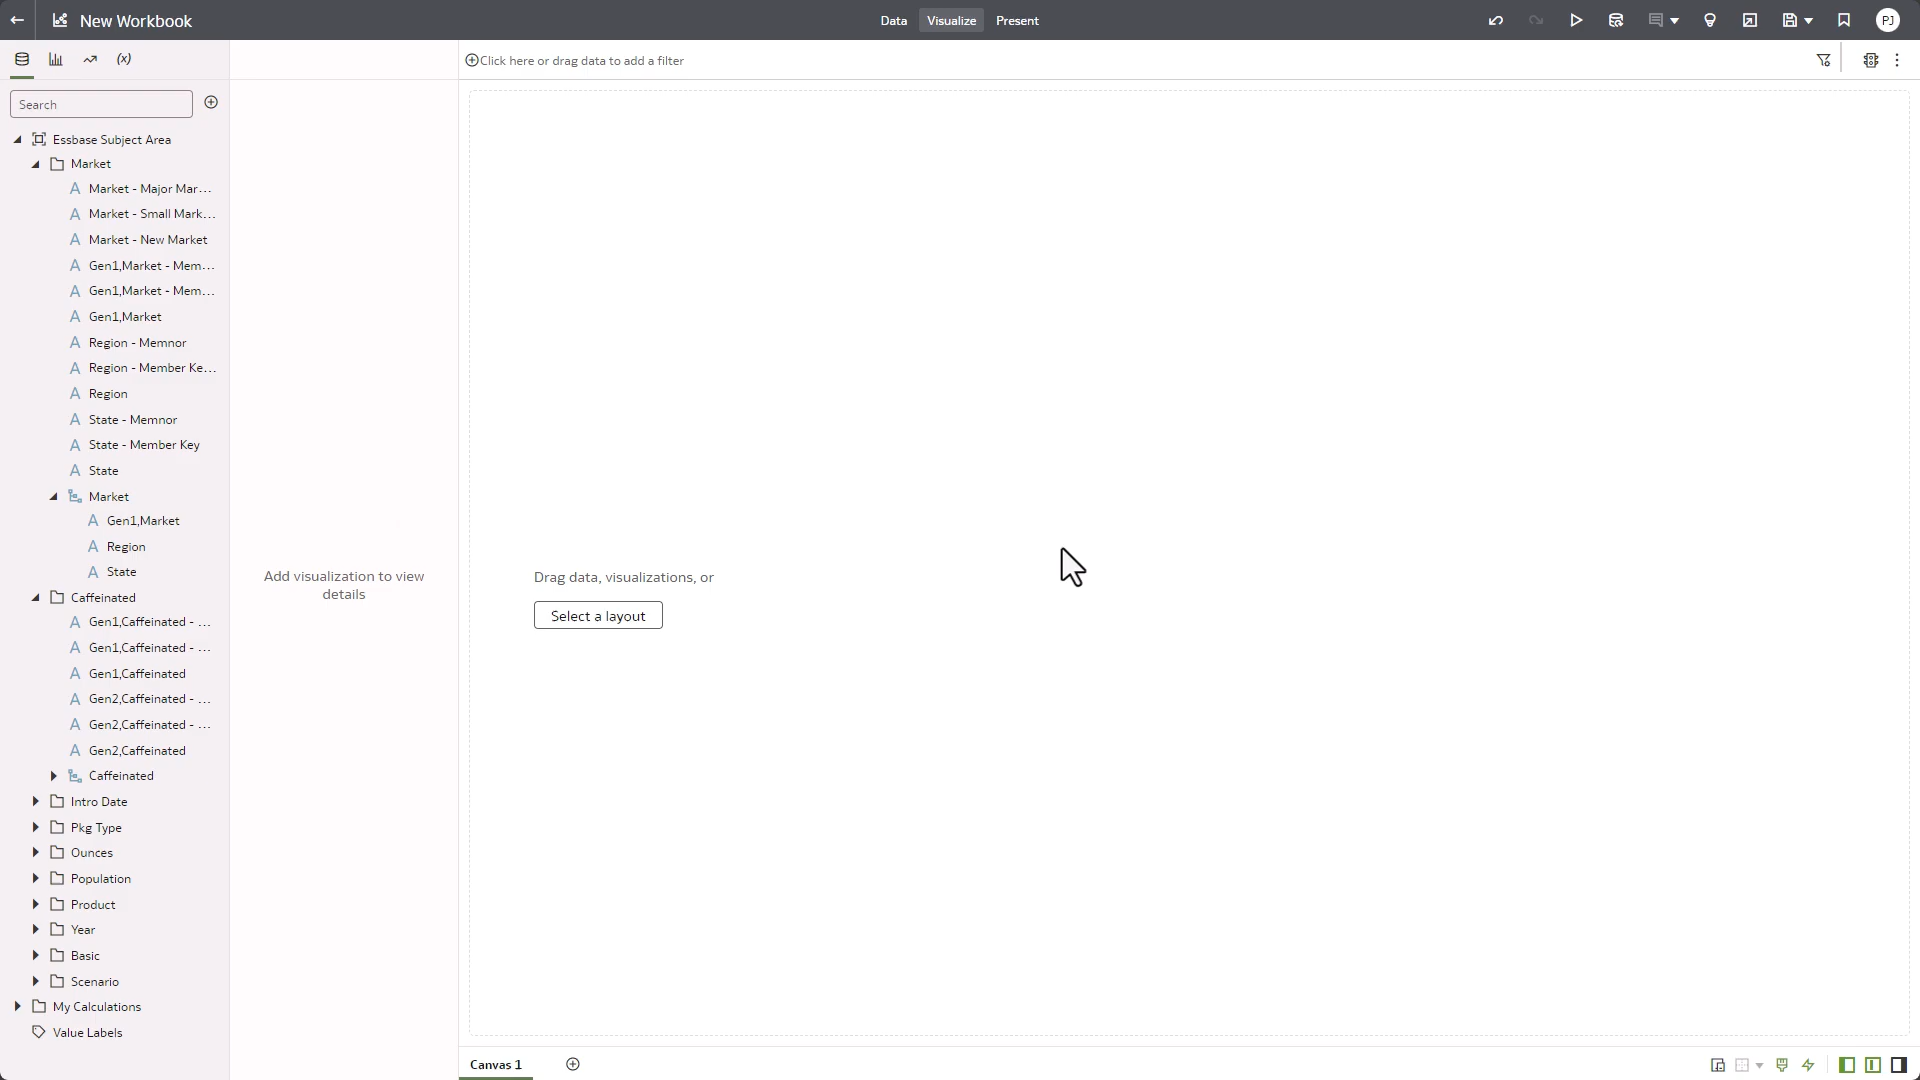 New Workbook
Data
Visualize
Present
PJ
(x)
Click here or drag data to add a filter
Search
Essbase Subject Area
Market
A Market - Major Mar...
A Market - Small Mark...
A Market - New Market
A Gen1,Market - Mem...
A Gen1,Market - Mem...
A Gen1,Market
A Region - Memnor
A Region - Member Ke...
A Region
A State - Memnor
A State - Member Key
A State
Market
A Gen1,Market
A Region
A State
Caffeinated
A Gen1,Caffeinated - ...
A Gen1,Caffeinated - ...
A Gen1,Caffeinated
A Gen2,Caffeinated - ...
A Gen2,Caffeinated - ...
A Gen2,Caffeinated
Caffeinated
Intro Date
Pkg Type
Ounces
Population
Product
Year
Basic
Scenario
My Calculations
Value Labels
Add visualization to view
details
Drag data, visualizations, or
Select a layout
Canvas 1